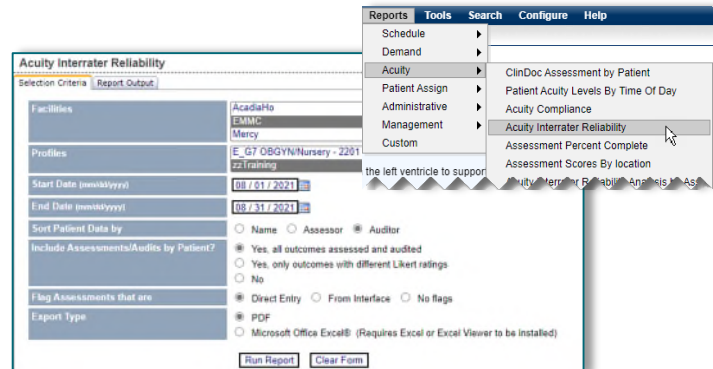 Reports Tools Search Configure Help
Schedule
Demand
Acuity
Patient Assign
Administrative
Management
Custom
ClinDoc Assessment by Patient
Patient Acuity Levels By Time Of Day
Acuity Compliance
Acuity Interrater Reliability
Assessment Percent Complete
Assessment Scores By location
Acuity Interrater Reliability Analysis by
the left ventricle to suppor
Acuity Interrater Reliability
Selection Criteria Report Output
Facilities
AcadiaHo
EMMC
Mercy
Profiles
E_G7 OBGYN/Nursery - 2201
zzTraining
Start Date (mm/dd/yyyy)
08 / 01 / 2021
End Date (mm/dd/yyyy)
08 / 31 / 2021
Sort Patient Data by
Name Assessor Auditor
Include Assessments/Audits by Patient?
Yes, all outcomes assessed and audited
Yes, only outcomes with different Likert ratings
No
Flag Assessments that are
Direct Entry From Interface No flags
Export Type
PDF
Microsoft Office Excel® (Requires Excel or Excel Viewer to be installed)
Run Report Clear Form